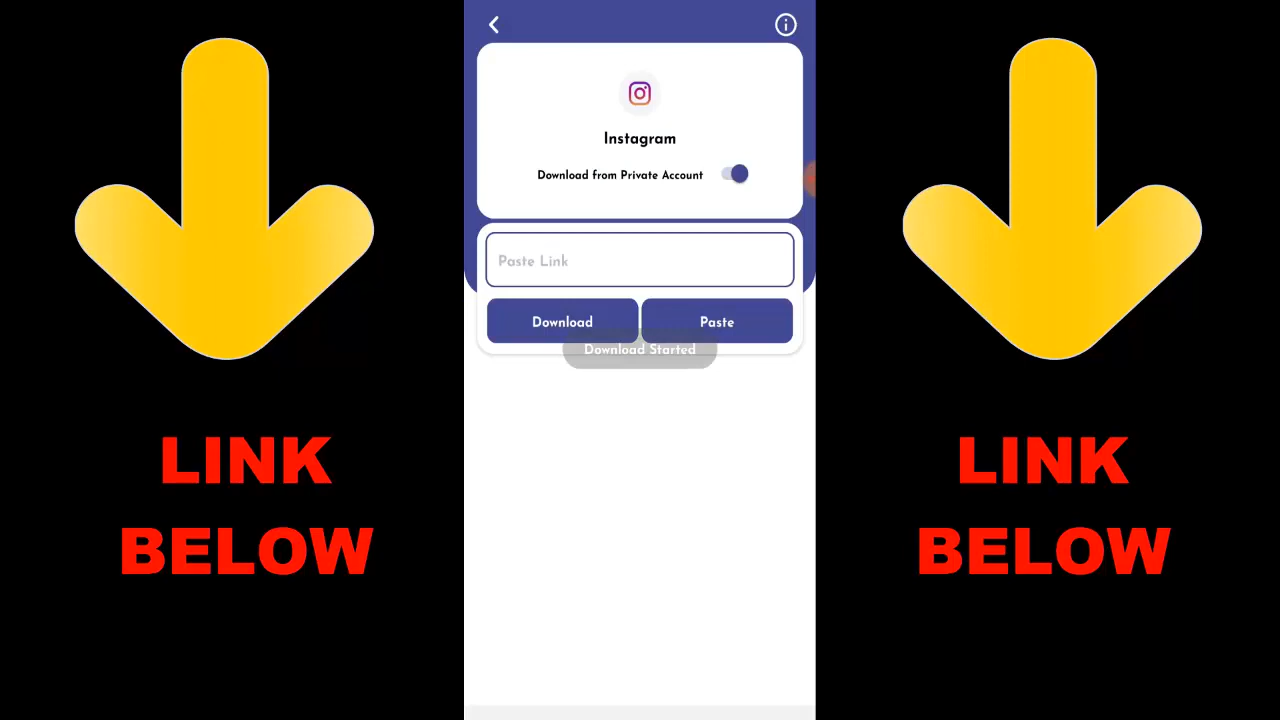 Instagram
Download from Private Account
Paste Link
Download Paste
Download Started
LINK
BELOW
LINK
BELOW